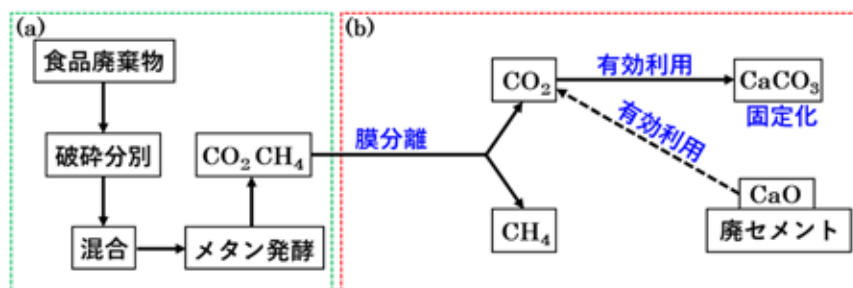 (a)
食品廃棄物
破砕分別
混合
メタン発酵
CO₂ CH₄
(b)
膜分離
CO₂
有効利用
CaCO₃
固定化
有効利用
CH₄
CaO
廃セメント